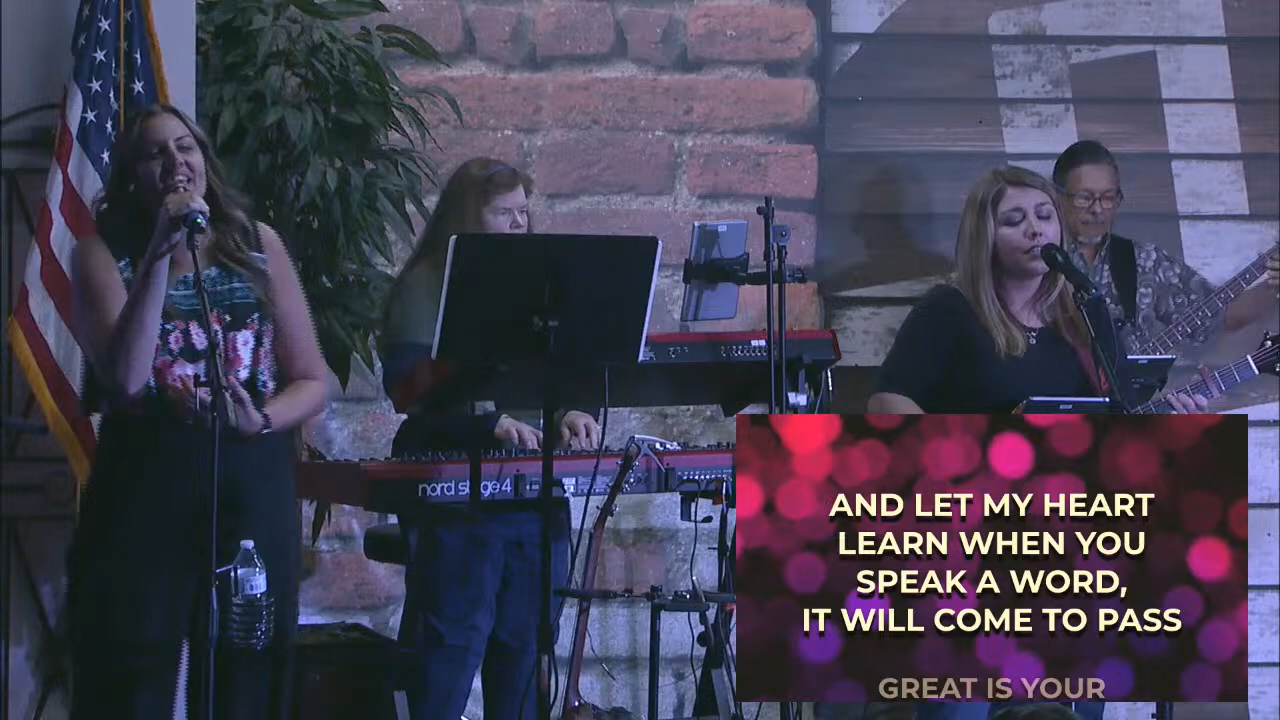 nord stage 4
AND LET MY HEART
LEARN WHEN YOU
SPEAK A WORD,
IT WILL COME TO PASS
GREAT IS YOUR